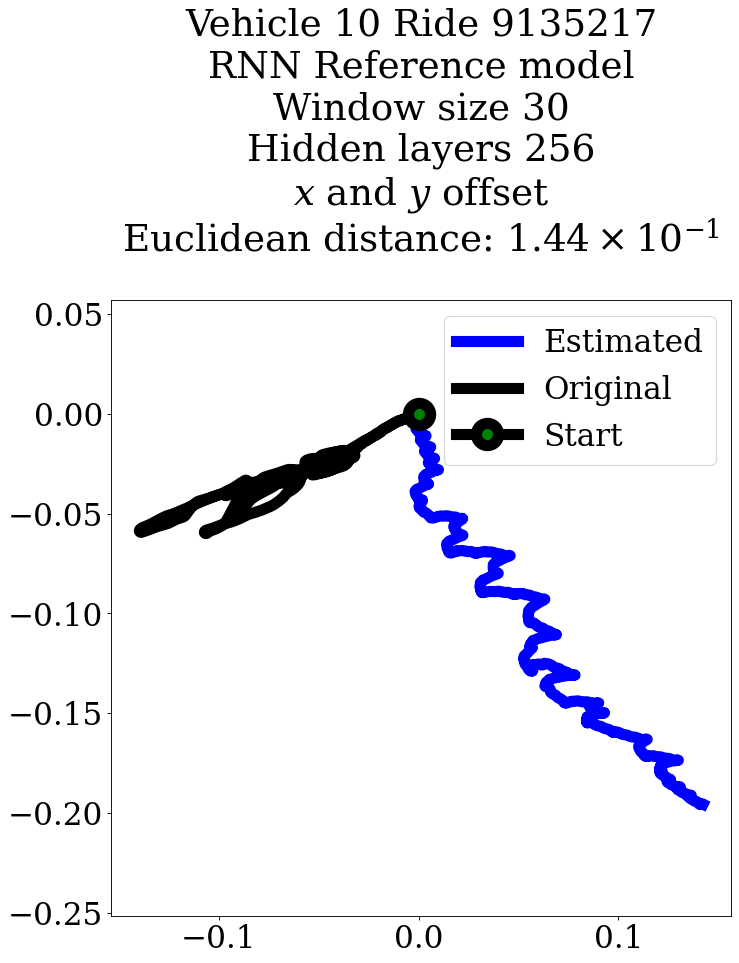 Vehicle 10 Ride 9135217
RNN Reference model
Window size 30
Hidden layers 256
x and y offset
Euclidean distance: 1.44 × 10⁻¹
0.05
0.00
−0.05
−0.10
−0.15
−0.20
−0.25
Estimated
Original
Start
−0.1 0.0 0.1